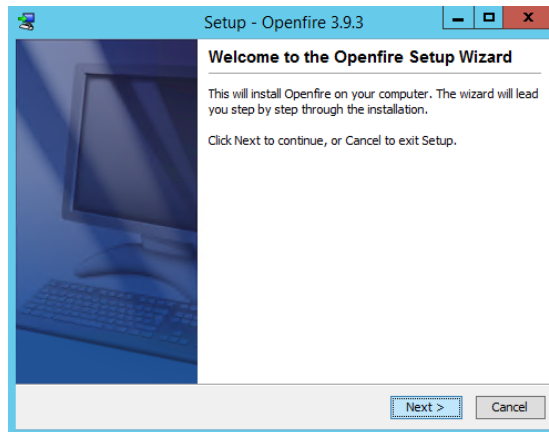 Setup - Openfire 3.9.3
Welcome to the Openfire Setup Wizard
This will install Openfire on your computer. The wizard will lead
you step by step through the installation.
Click Next to continue, or Cancel to exit Setup.
Next >
Cancel